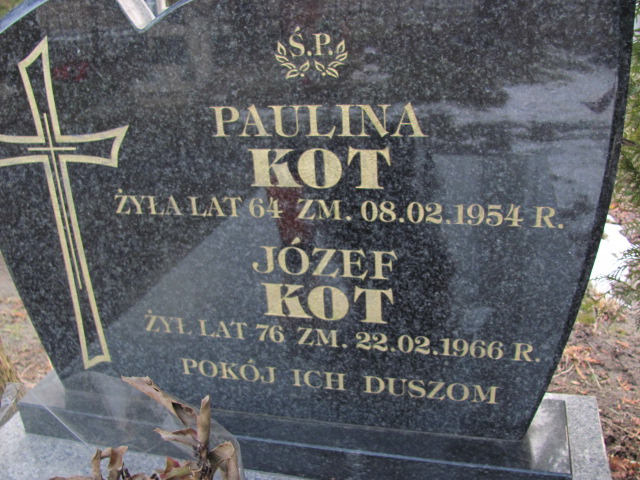 Ś.P.
PAULINA
KOT
ŻYŁA LAT 64 ZM. 08.02.1954 R.
JÓZEF
KOT
ŻYŁ LAT 76 ZM. 22.02.1966 R.
POKÓJ ICH DUSZOM